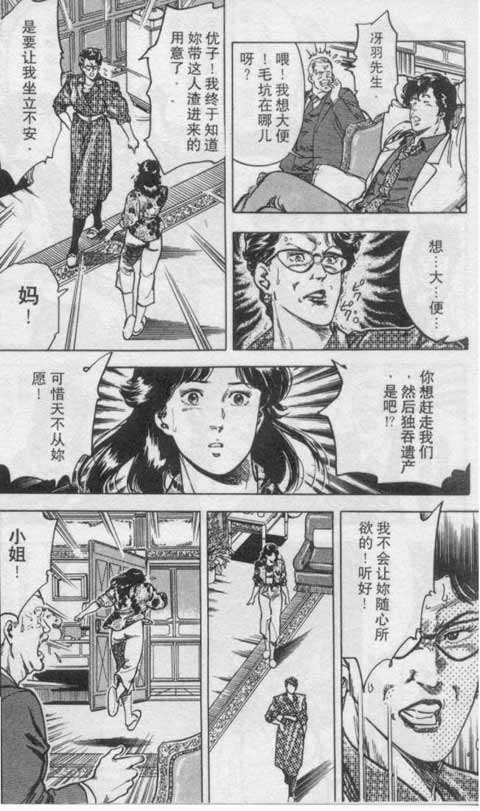 冴羽先生
喂！我想大便
！毛坑在哪儿
呀？
想…大…便…
ピク
ピク
优子！我终于知道
妳带这人渣进来的
用意了．
是要让我坐立不安．
妈！
你想赶走我们
．然后独吞遗产
．是吧!?
可惜天不从妳
愿！
我不会让妳随心所
欲的！听好！
小姐！